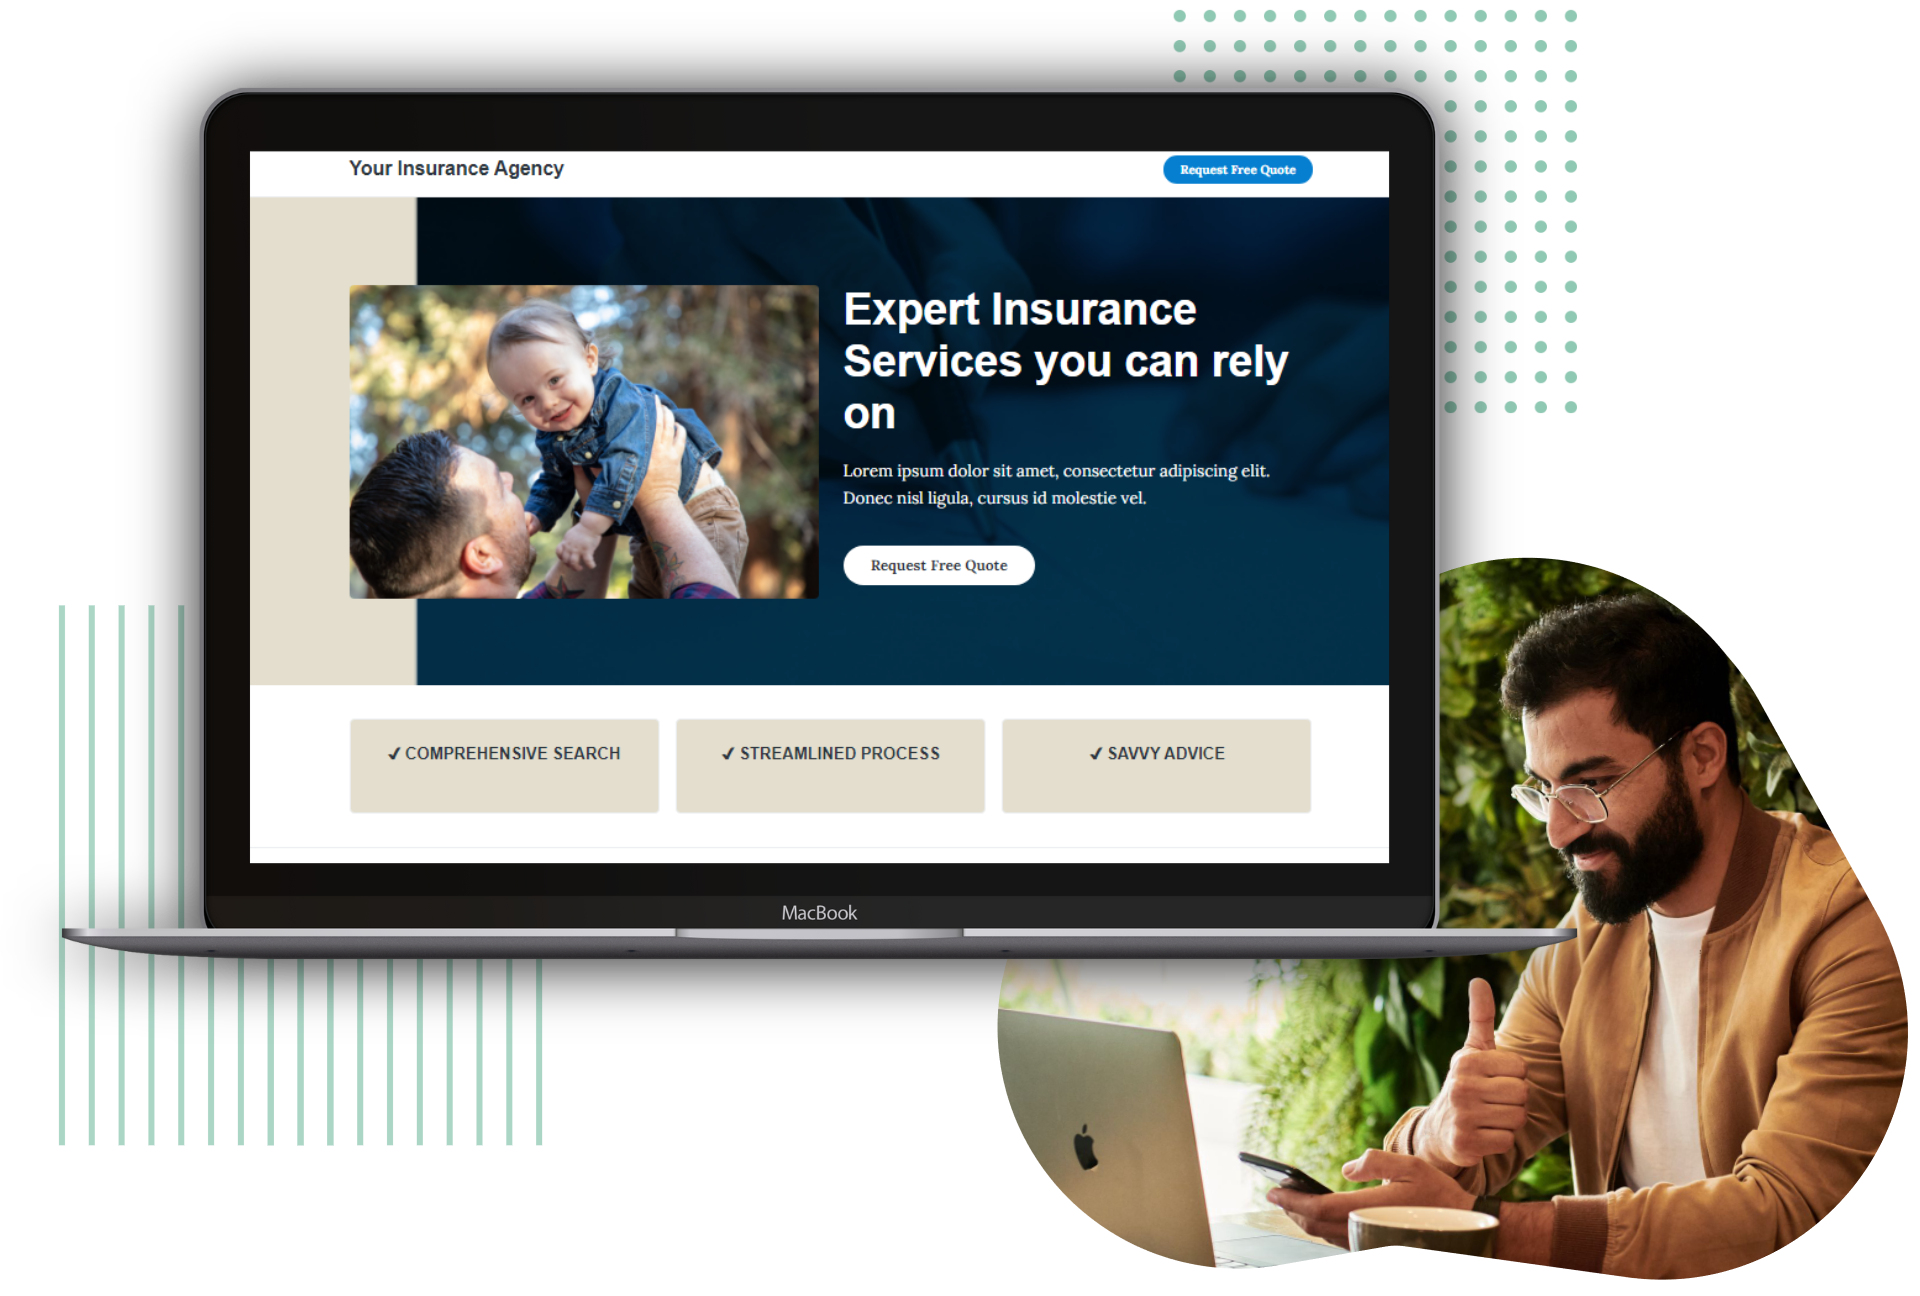 Your Insurance Agency
Request Free Quote
Expert Insurance
Services you can rely
on
Lorem ipsum dolor sit amet, consectetur adipiscing elit.
Donec nisl ligula, cursus id molestie vel.
Request Free Quote
✓ COMPREHENSIVE SEARCH
✓ STREAMLINED PROCESS
✓ SAVVY ADVICE
MacBook